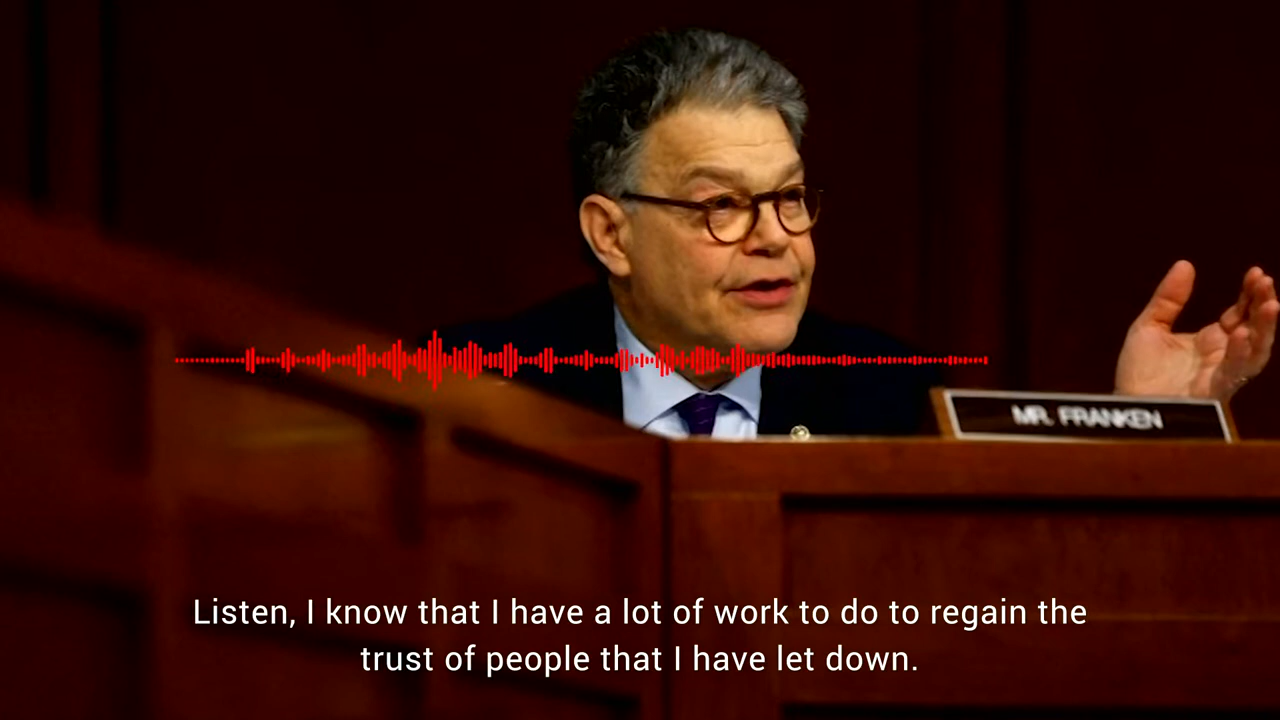 MR. FRANKEN
Listen, I know that I have a lot of work to do to regain the
trust of people that I have let down.